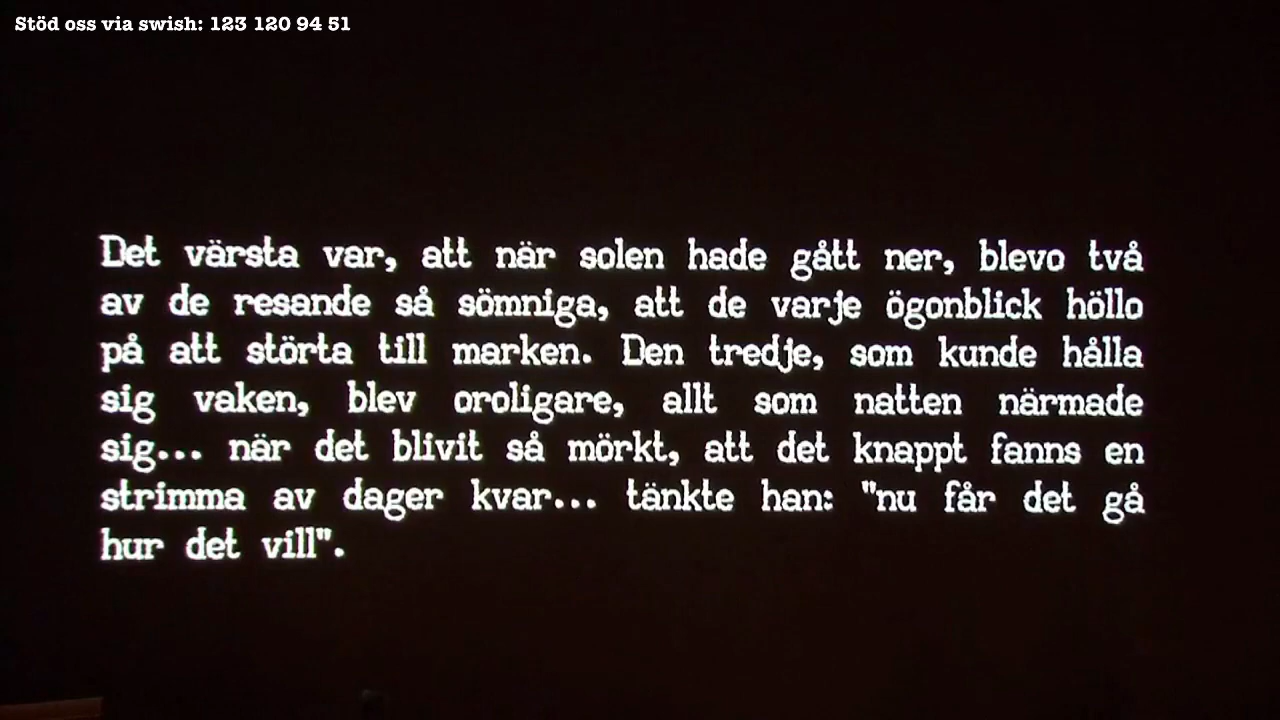 Stöd oss via swish: 123 120 94 51
Det värsta var, att när solen hade gått ner, blevo två
av de resande så sömniga, att de varje ögonblick höllo
på att störta till marken. Den tredje, som kunde hålla
sig vaken, blev oroligare, allt som natten närmade
sig... när det blivit så mörkt, att det knappt fanns en
strimma av dager kvar... tänkte han: "nu får det gå
hur det vill".